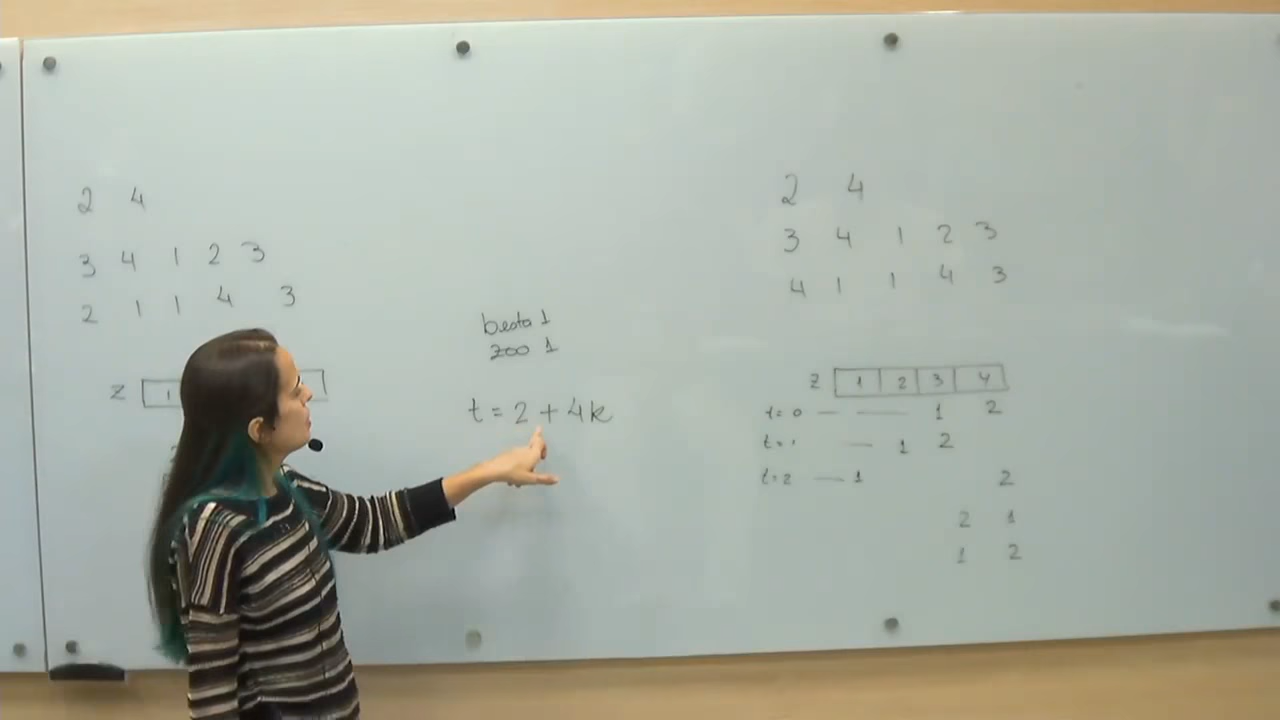 2 4
3 4 1 2 3
2 1 1 4 3
z 1
besta 1
zoo 1
t = 2 + 4k
2 4
3 4 1 2 3
4 1 1 4 3
z 1 2 3 4
t=0 — — 1 2
t=1 — 1 2
t=2 — 1 2
2 1
1 2